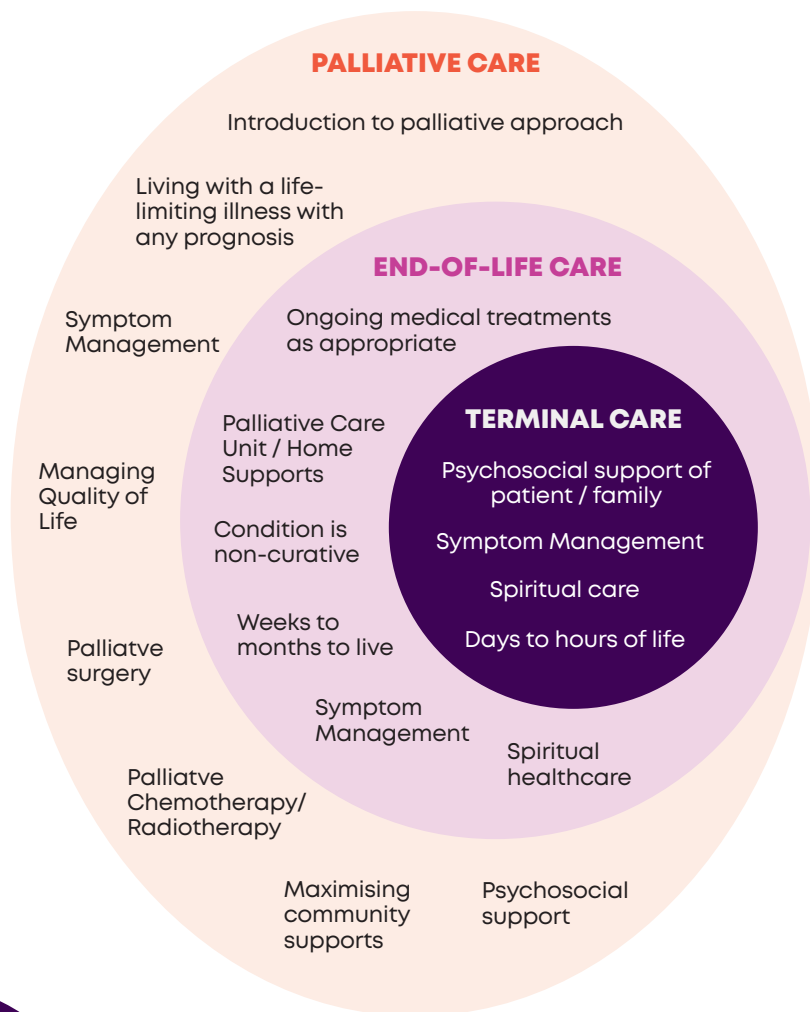 PALLIATIVE CARE
Introduction to palliative approach
Living with a life-
limiting illness with
any prognosis
Symptom
Management
Managing
Quality of
Life
Palliatve
surgery
Palliatve
Chemotherapy/
Radiotherapy
Maximising
community
supports
Psychosocial
support
END-OF-LIFE CARE
Ongoing medical treatments
as appropriate
Palliative Care
Unit / Home
Supports
Condition is
non-curative
Weeks to
months to live
Symptom
Management
Spiritual
healthcare
TERMINAL CARE
Psychosocial support of
patient / family
Symptom Management
Spiritual care
Days to hours of life